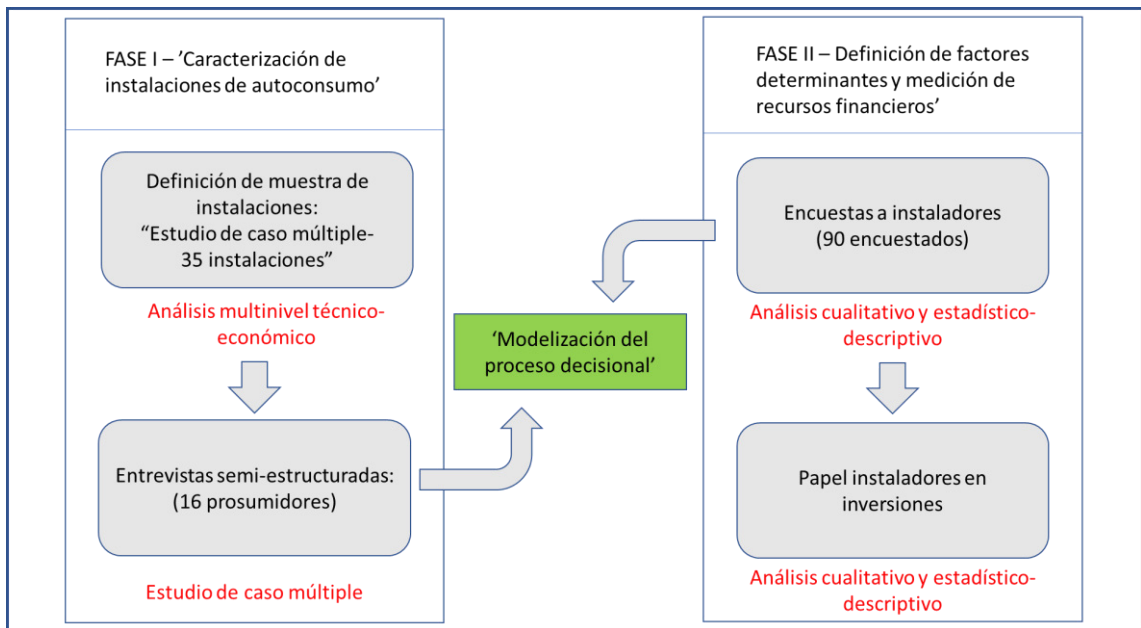 FASE I – ’Caracterización de
instalaciones de autoconsumo’
Definición de muestra de
instalaciones:
“Estudio de caso múltiple-
35 instalaciones”
Análisis multinivel técnico-
económico
Entrevistas semi-estructuradas:
(16 prosumidores)
Estudio de caso múltiple
‘Modelización del
proceso decisional’
FASE II – Definición de factores
determinantes y medición de
recursos financieros’
Encuestas a instaladores
(90 encuestados)
Análisis cualitativo y estadístico-
descriptivo
Papel instaladores en
inversiones
Análisis cualitativo y estadístico-
descriptivo